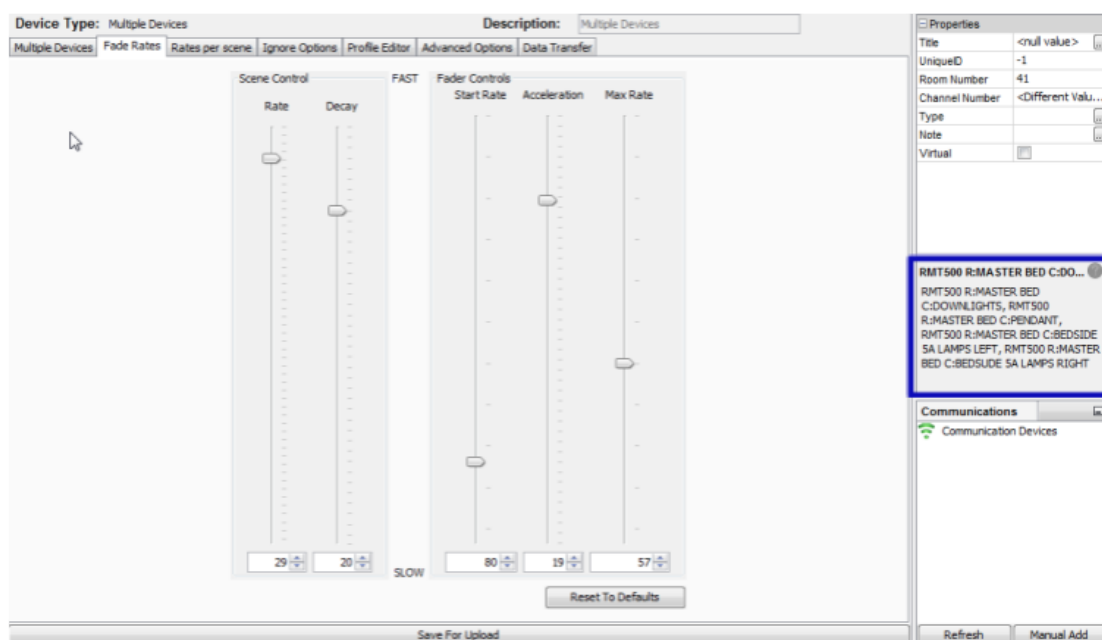 Device Type: Multiple Devices Description: Multiple Devices
Multiple Devices Fade Rates Rates per scene Ignore Options Profile Editor Advanced Options Data Transfer
Scene Control FAST Fader Controls
Rate Decay Start Rate Acceleration Max Rate
29 20 SLOW 80 19 57
Reset To Defaults
Save For Upload
Properties
Title <null value> ...
UniqueID -1
Room Number 41
Channel Number <Different Valu...
Type
Note
Virtual
RMT500 R:MASTER BED C:DO...
RMT500 R:MASTER BED
C:DOWNLIGHTS, RMT500
R:MASTER BED C:PENDANT,
RMT500 R:MASTER BED C:BEDSIDE
5A LAMPS LEFT, RMT500 R:MASTER
BED C:BEDSUDE 5A LAMPS RIGHT
Communications
Communication Devices
Refresh Manual Add